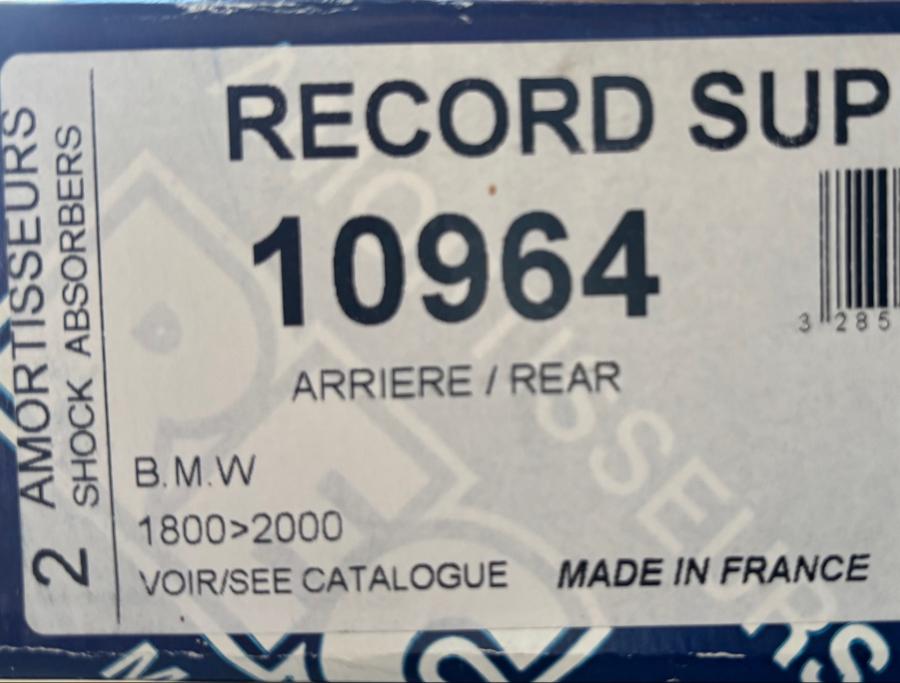 2 AMORTISSEURS
SHOCK ABSORBERS
RECORD SUP
10964
3 285
ARRIERE / REAR
B.M.W
1800>2000
VOIR/SEE CATALOGUE
MADE IN FRANCE